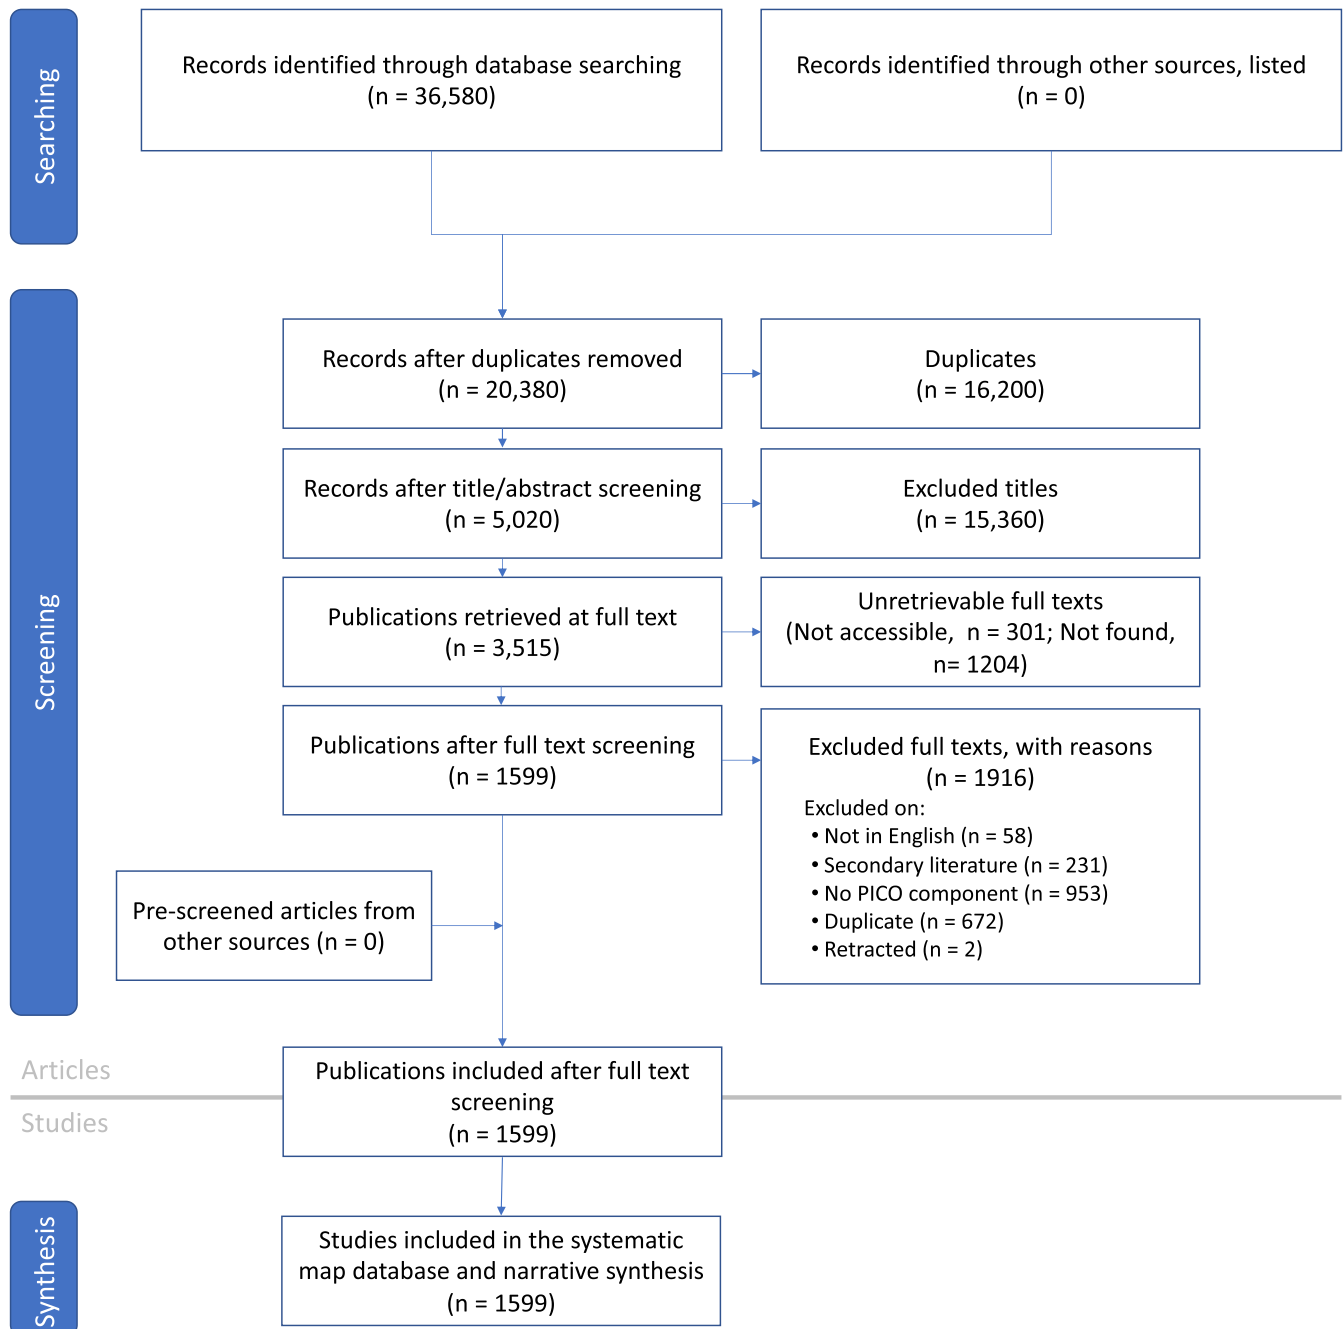 Searching
Records identified through database searching
(n = 36,580)
Records identified through other sources, listed
(n = 0)
Screening
Records after duplicates removed
(n = 20,380)
Duplicates
(n = 16,200)
Records after title/abstract screening
(n = 5,020)
Excluded titles
(n = 15,360)
Publications retrieved at full text
(n = 3,515)
Unretrievable full texts
(Not accessible,  n = 301; Not found,
n= 1204)
Publications after full text screening
(n = 1599)
Excluded full texts, with reasons
(n = 1916)
Excluded on:
• Not in English (n = 58)
• Secondary literature (n = 231)
• No PICO component (n = 953)
• Duplicate (n = 672)
• Retracted (n = 2)
Pre-screened articles from
other sources (n = 0)
Articles
Studies
Publications included after full text
screening
(n = 1599)
Synthesis
Studies included in the systematic
map database and narrative synthesis
(n = 1599)